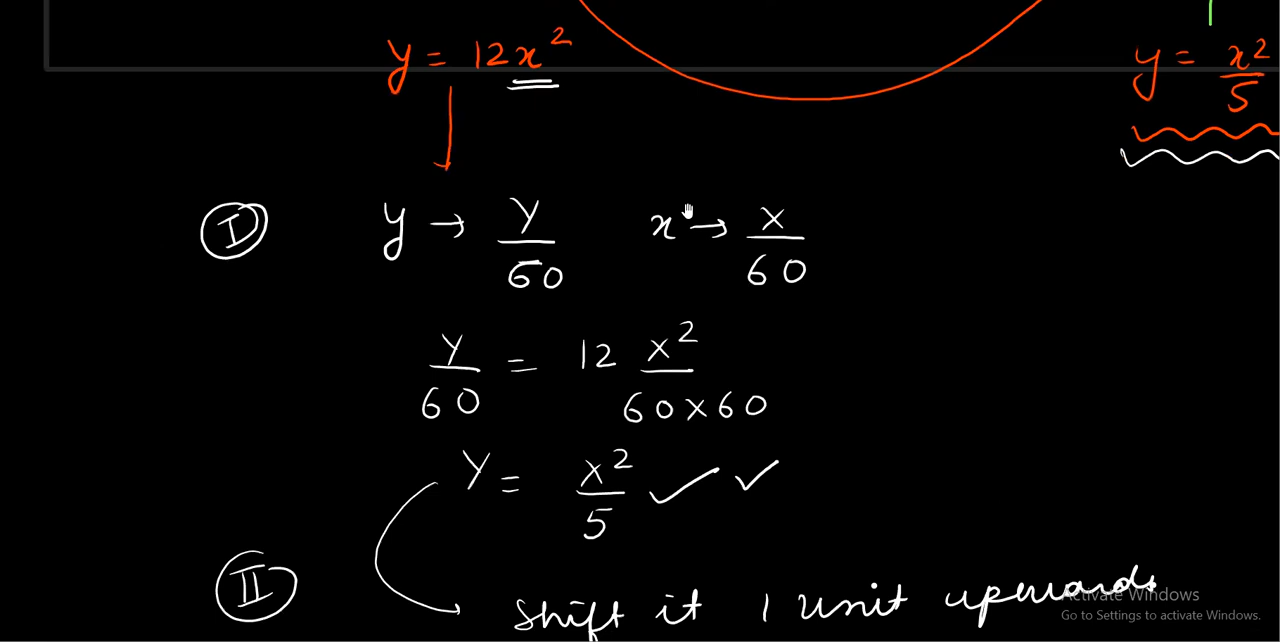 y = 12x²
y = x²/5
Ⓘ y → Y/60 x → X/60
Y/60 = 12 X²/60×60
Y = X²/5 ✓ ✓
Ⓘ Ⓘ shift it 1 unit upwards
Activate Windows
Go to Settings to activate Windows.